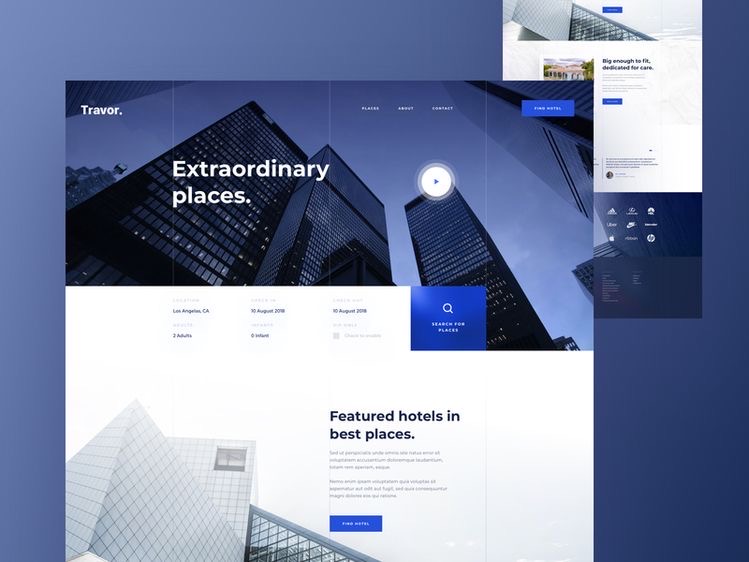 Travor.
PLACES
ABOUT
CONTACT
FIND HOTEL
Extraordinary
places.
LOCATION
CHECK IN
CHECK OUT
Los Angelas, CA
10 August 2018
10 August 2018
ADULTS
INFANTS
VIP ONLY
2 Adults
0 Infant
Check to enable
SEARCH FOR
PLACES
Featured hotels in
best places.
Sed ut perspiciatis unde omnis iste natus error sit
voluptatem accusantium doloremque laudantium,
totam rem aperiam, eaque.
Nemo enim ipsam voluptatem quia voluptas sit
aspernatur aut odit aut fugit, sed quia consequuntur
magni dolores eos qui ratione.
FIND HOTEL
Big enough to fit,
dedicated for care.
Uber